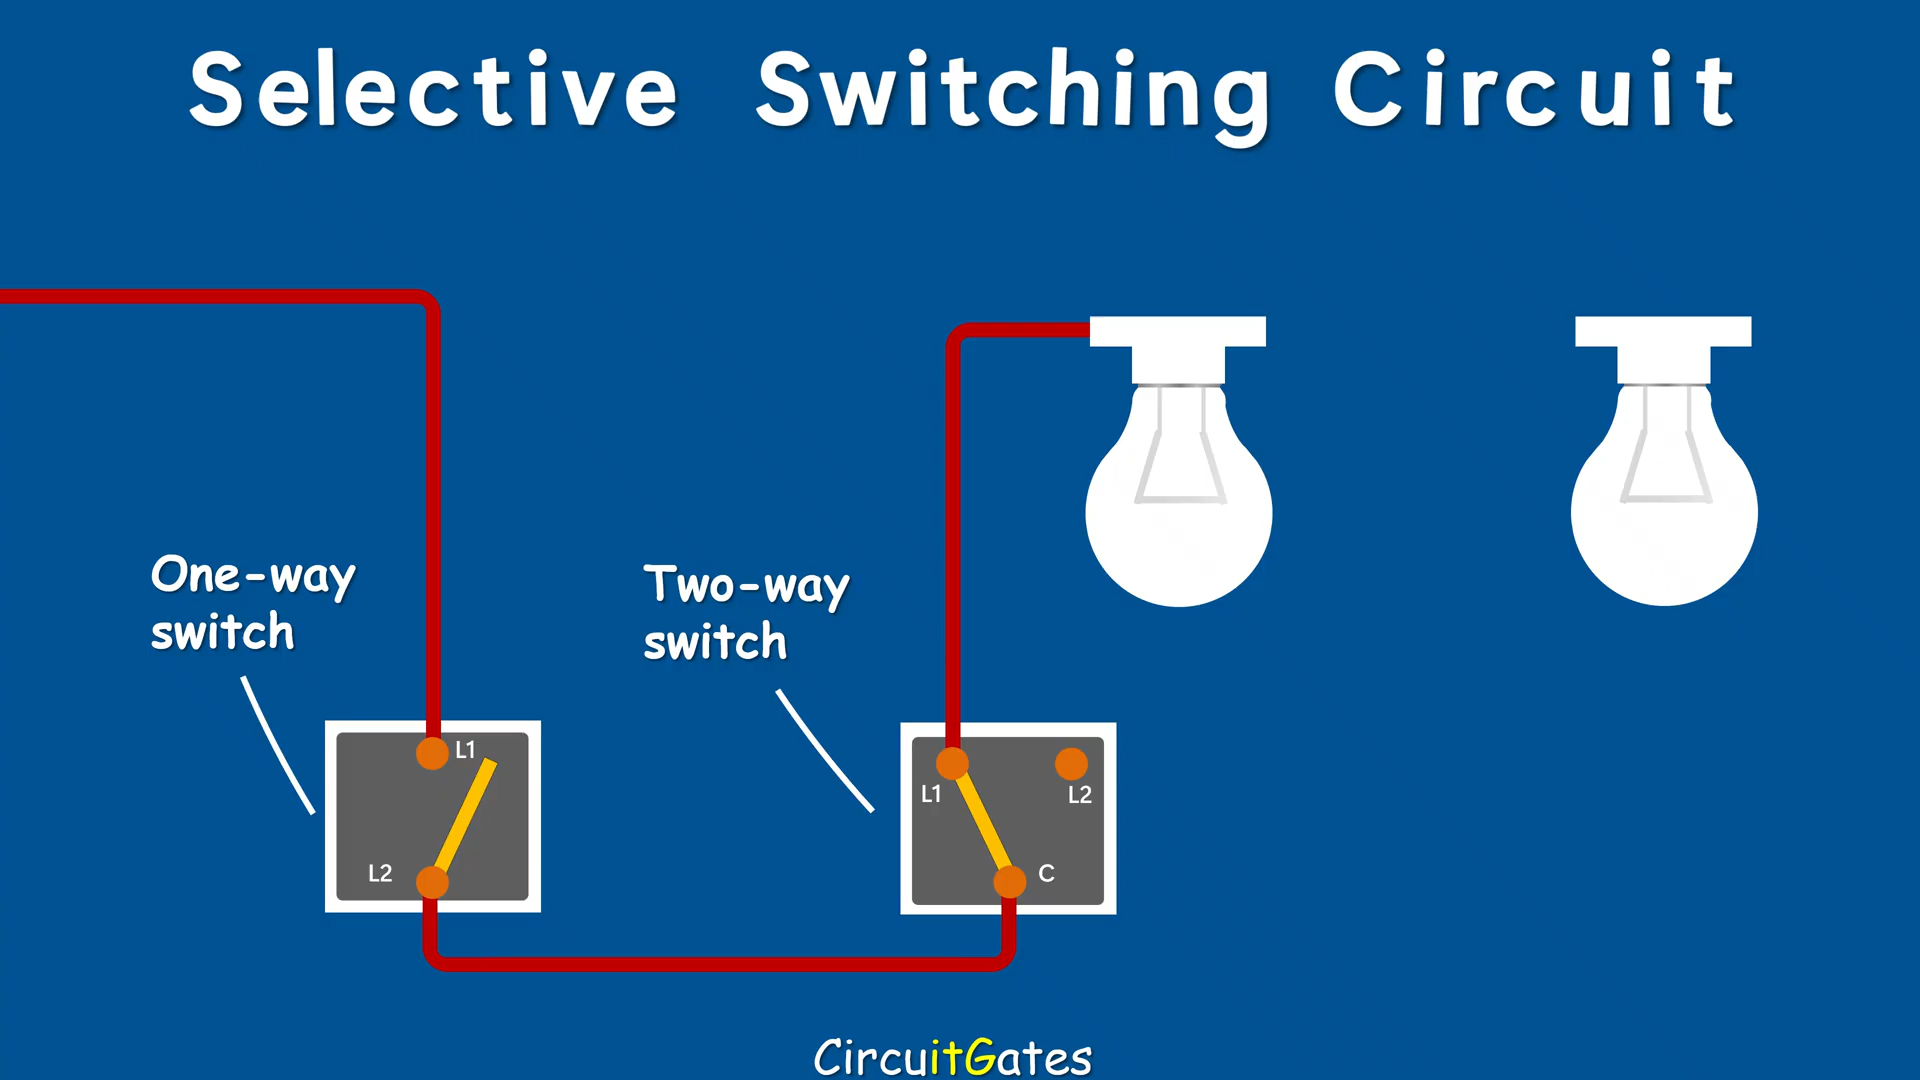 Selective Switching Circuit
One-way
switch
Two-way
switch
L1
L2
L1
L2
C
CircuitGates